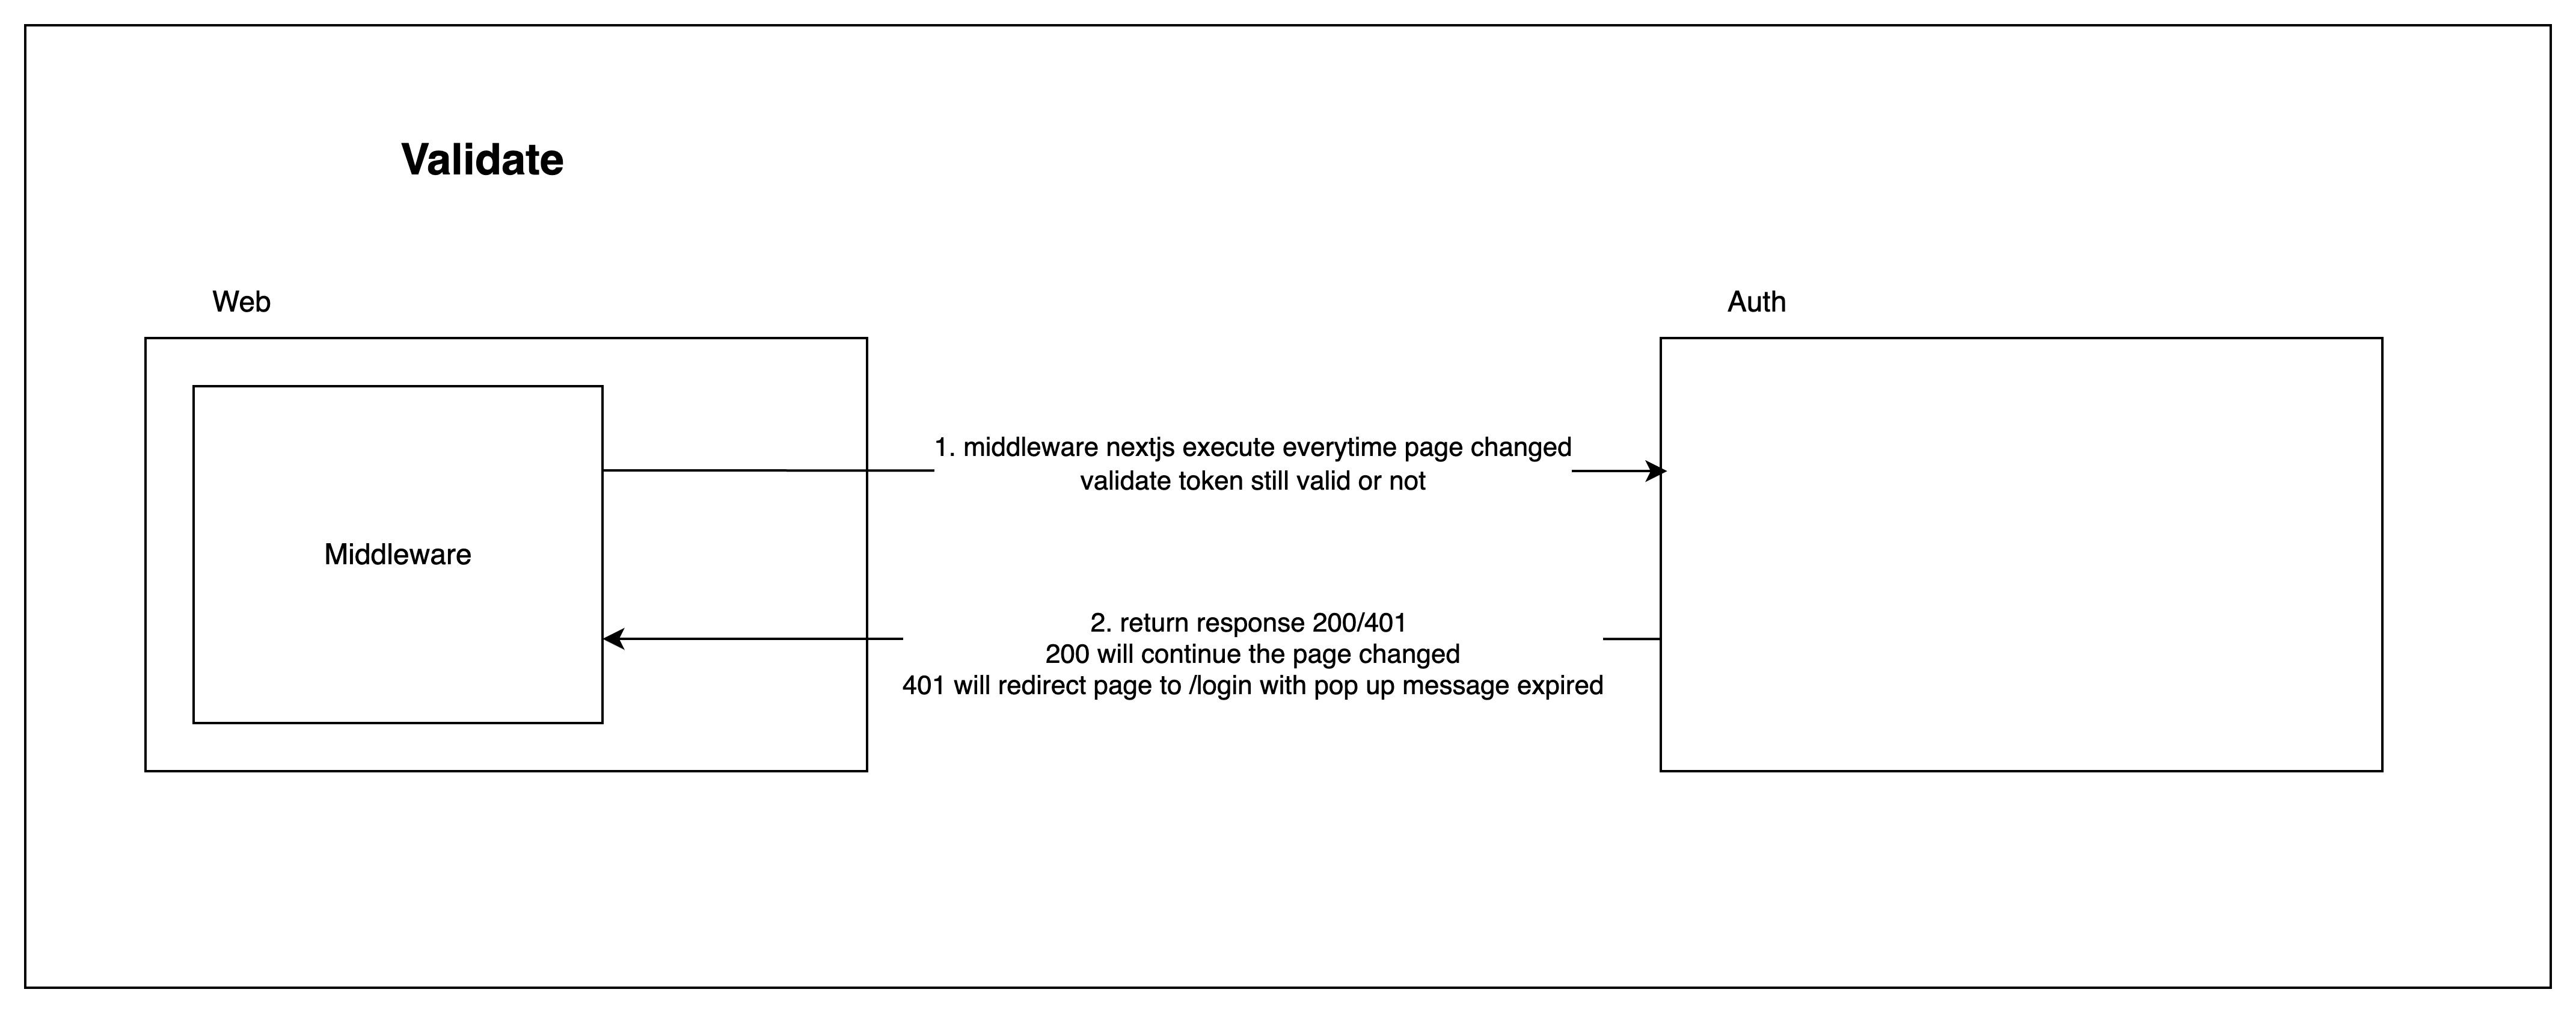 Validate
Web
Auth
1. middleware nextjs execute everytime page changed
validate token still valid or not
Middleware
2. return response 200/401
200 will continue the page changed
401 will redirect page to /login with pop up message expired